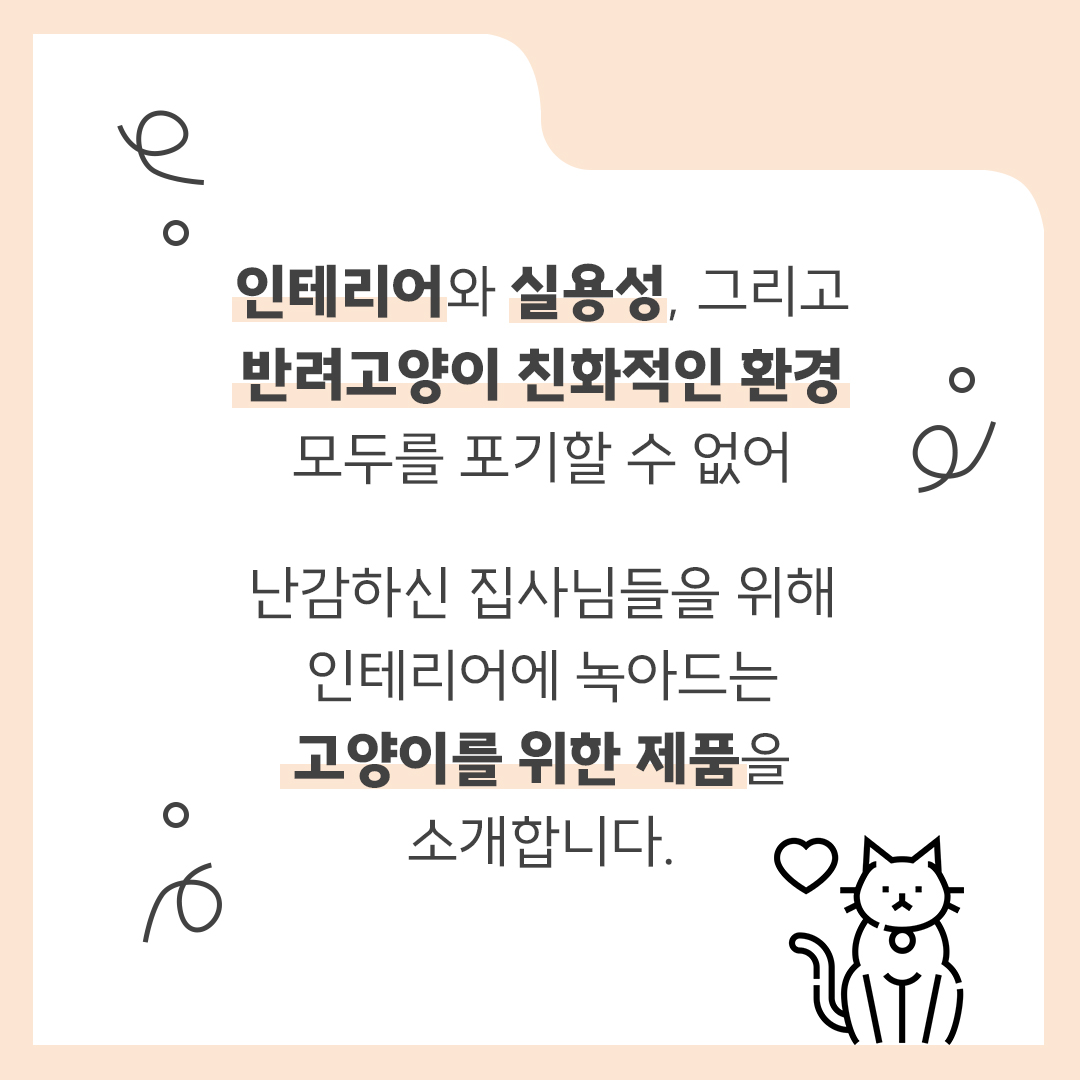 인테리어와 실용성, 그리고
반려고양이 친화적인 환경
모두를 포기할 수 없어
난감하신 집사님들을 위해
인테리어에 녹아드는
고양이를 위한 제품을
소개합니다.